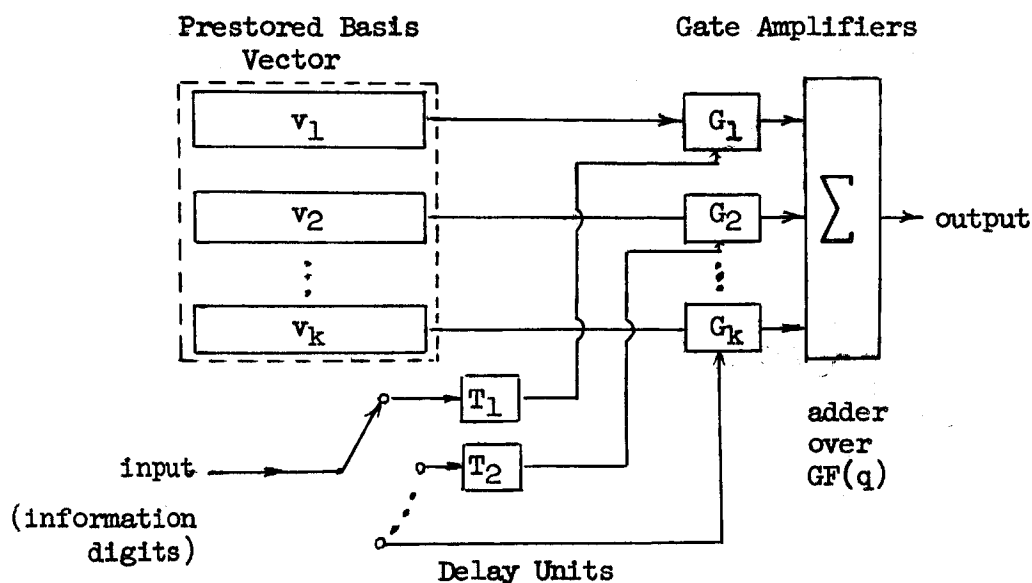 Prestored Basis
Vector
Gate Amplifiers
v1
G1
v2
G2
vk
Gk
Σ
output
T1
T2
input
(information
digits)
adder
over
GF(q)
Delay Units